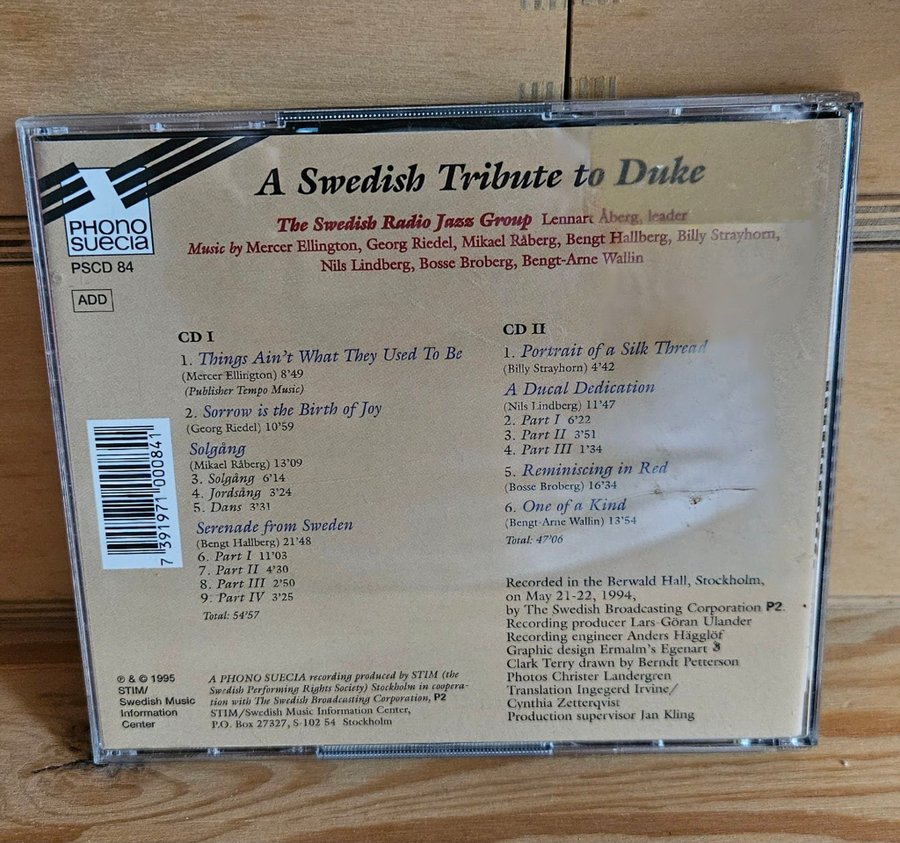 A Swedish Tribute to Duke
The Swedish Radio Jazz Group Lennart Åberg, leader
Music by Mercer Ellington, Georg Riedel, Mikael Råberg, Bengt Hallberg, Billy Strayhorn,
Nils Lindberg, Bosse Broberg, Bengt-Arne Wallin
PHONO
suecia
PSCD 84
ADD
CD I
1. Things Ain't What They Used To Be
(Mercer Ellington) 8'49
(Publisher Tempo Music)
2. Sorrow is the Birth of Joy
(Georg Riedel) 10'59
Solgång
(Mikael Råberg) 13'09
3. Solgång 6'14
4. Jordsång 3'24
5. Dans 3'31
Serenade from Sweden
(Bengt Hallberg) 21'48
6. Part I 11'03
7. Part II 4'30
8. Part III 2'50
9. Part IV 3'25
Total: 54'57
CD II
1. Portrait of a Silk Thread
(Billy Strayhorn) 4'42
A Ducal Dedication
(Nils Lindberg) 11'47
2. Part I 6'22
3. Part II 3'51
4. Part III 1'34
5. Reminiscing in Red
(Bosse Broberg) 16'34
6. One of a Kind
(Bengt-Arne Wallin) 13'54
Total: 47'06
7 391971 000841
Recorded in the Berwald Hall, Stockholm,
on May 21-22, 1994,
by The Swedish Broadcasting Corporation P2.
Recording producer Lars-Göran Ulander
Recording engineer Anders Hägglöf
Graphic design Ermalm's Egenart
Clark Terry drawn by Berndt Petterson
Photos Christer Landergren
Translation Ingegerd Irvine/
Cynthia Zetterqvist
Production supervisor Jan Kling
℗ & © 1995
STIM/
Swedish Music
Information
Center
A PHONO SUECIA recording produced by STIM (the
Swedish Performing Rights Society) Stockholm in coopera-
tion with The Swedish Broadcasting Corporation, P2
STIM/Swedish Music Information Center,
P.O. Box 27327, S-102 54 Stockholm